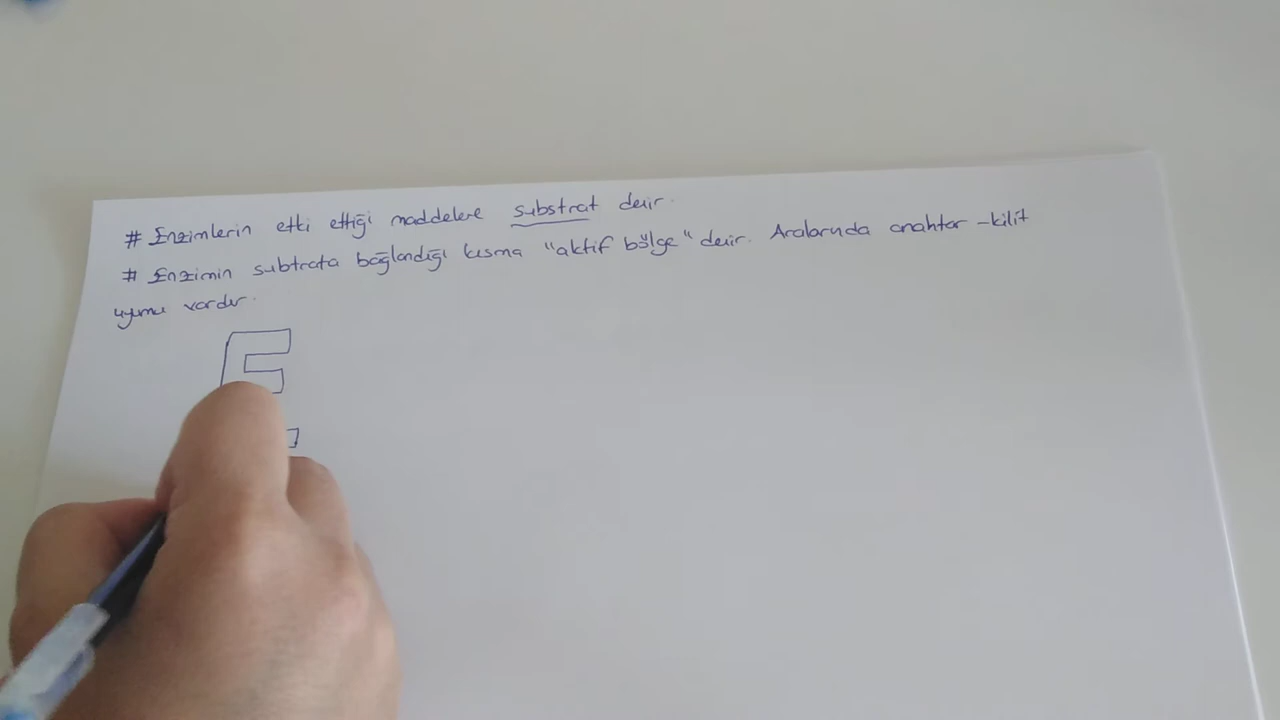 # Enzimlerin etki ettiği maddelere substrat denir.
# Enzimin subtrata bağlandığı kısma "aktif bölge" denir. Aralarında anahtar-kilit
uyumu vardır.